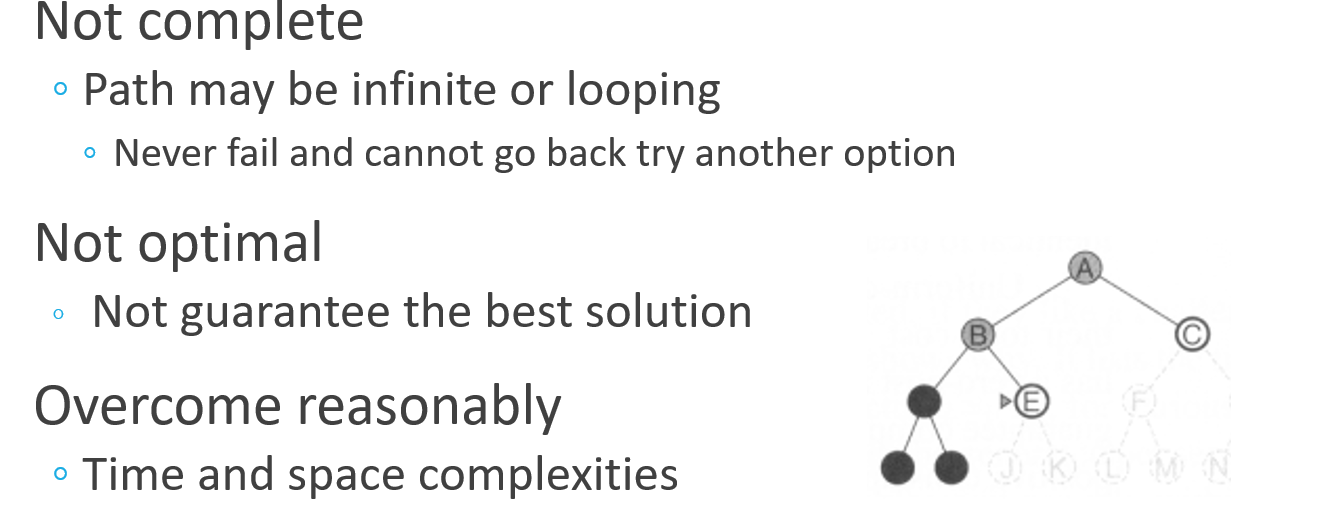 Not complete
Path may be infinite or looping
Never fail and cannot go back try another option
Not optimal
Not guarantee the best solution
Overcome reasonably
Time and space complexities
A
B C
E F
J K L M N